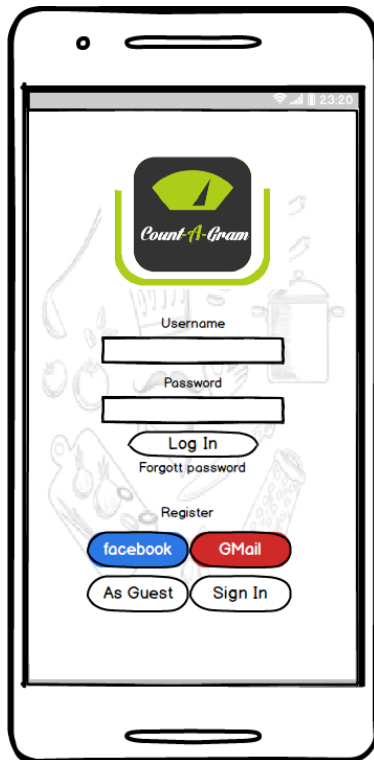 23:20
Count-A-Gram
Username
Password
Log In
Forgott password
Register
facebook GMail
As Guest Sign In